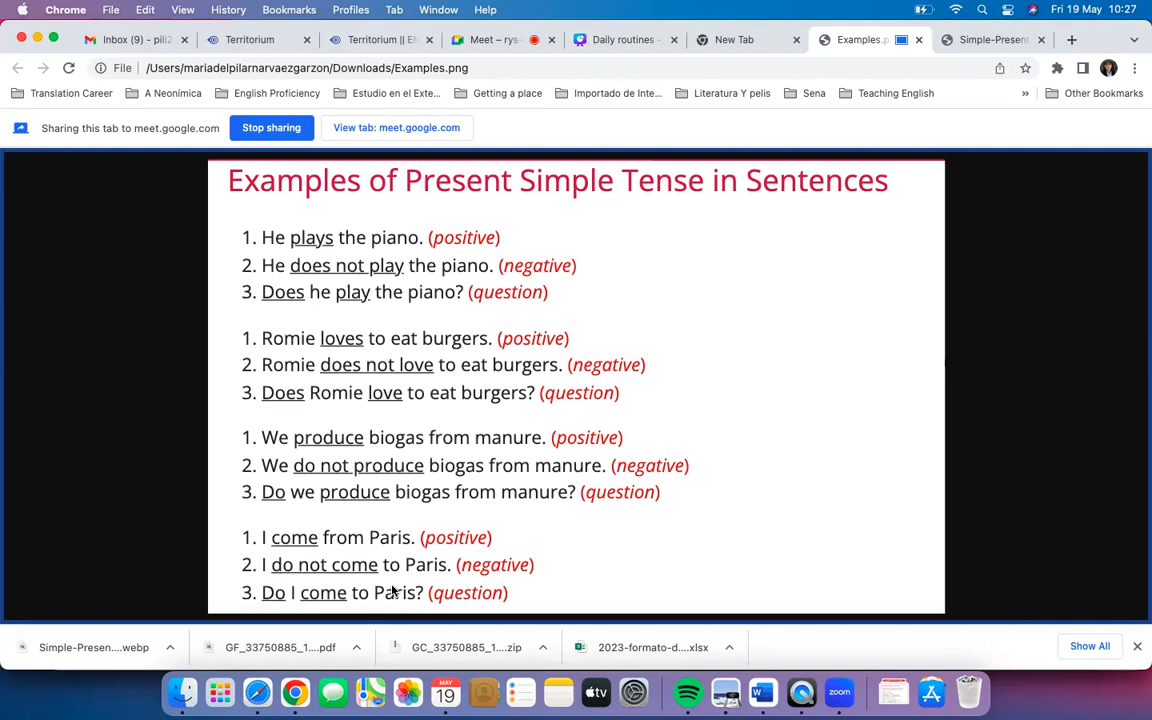 Chrome File Edit View History Bookmarks Profiles Tab Window Help Fri 19 May 10:27
Inbox (9) – pili2 Territorium Territorium || EN Meet – rys- Daily routines – New Tab Examples.p Simple-Present
File /Users/mariadelpilarnarvaezgarzon/Downloads/Examples.png
Translation Career A Neonímica English Proficiency Estudio en el Exte... Getting a place Importado de Inte... Literatura Y pelis Sena Teaching English » Other Bookmarks
Sharing this tab to meet.google.com Stop sharing View tab: meet.google.com
Examples of Present Simple Tense in Sentences
1. He plays the piano. (positive)
2. He does not play the piano. (negative)
3. Does he play the piano? (question)
1. Romie loves to eat burgers. (positive)
2. Romie does not love to eat burgers. (negative)
3. Does Romie love to eat burgers? (question)
1. We produce biogas from manure. (positive)
2. We do not produce biogas from manure. (negative)
3. Do we produce biogas from manure? (question)
1. I come from Paris. (positive)
2. I do not come to Paris. (negative)
3. Do I come to Paris? (question)
Simple-Presen....webp GF_33750885_1....pdf GC_33750885_1....zip 2023-formato-d....xlsx Show All
MAY
19 tv zoom